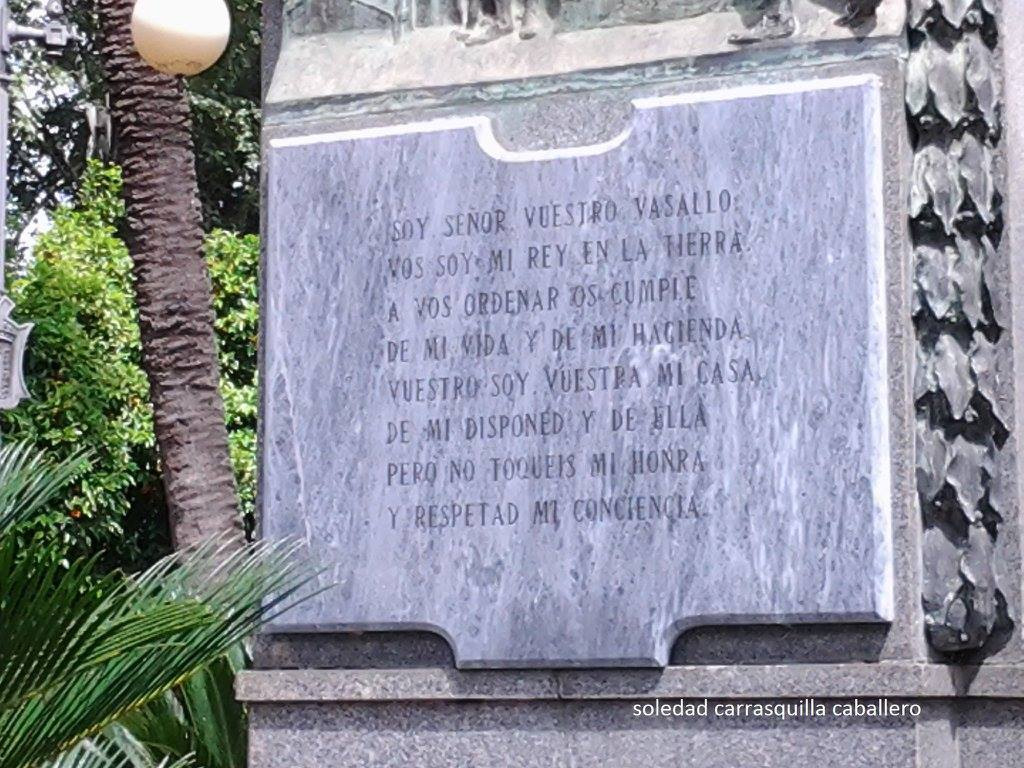 SOY SEÑOR VUESTRO VASALLO;
VOS SOY MI REY EN LA TIERRA.
A VOS ORDENAR OS CUMPLE
DE MI VIDA Y DE MI HACIENDA.
VUESTRO SOY. VUESTRA MI CASA.
DE MI DISPONED Y DE ELLA
PERO NO TOQUEIS MI HONRA
Y RESPETAD MI CONCIENCIA.
soledad carrasquilla caballero